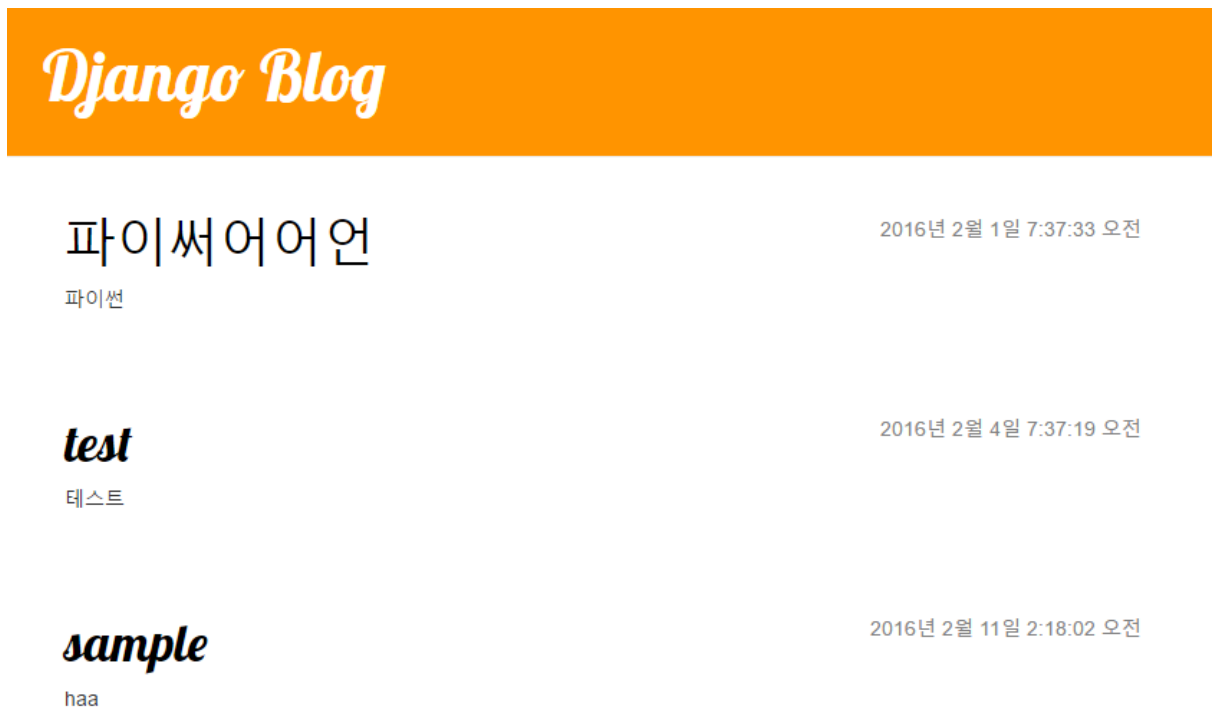 Django Blog
파이써어어언
2016년 2월 1일 7:37:33 오전
파이썬
test
2016년 2월 4일 7:37:19 오전
테스트
sample
2016년 2월 11일 2:18:02 오전
haa